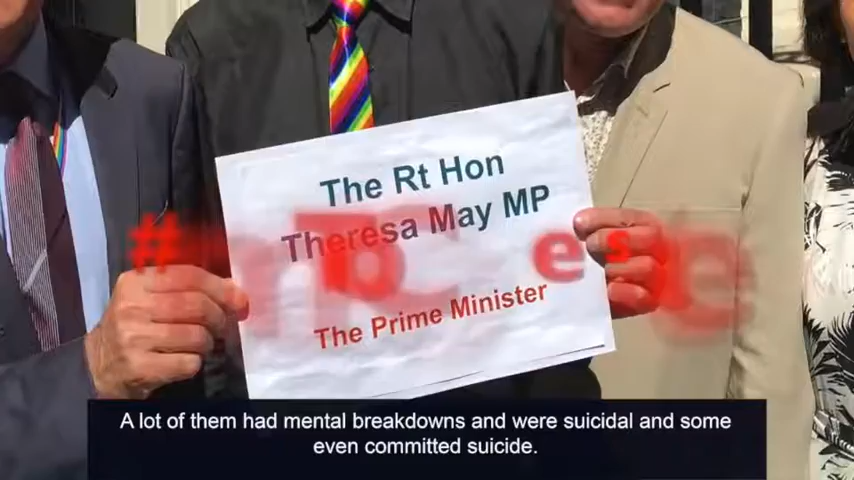 The Rt Hon
Theresa May MP
The Prime Minister
A lot of them had mental breakdowns and were suicidal and some
even committed suicide.